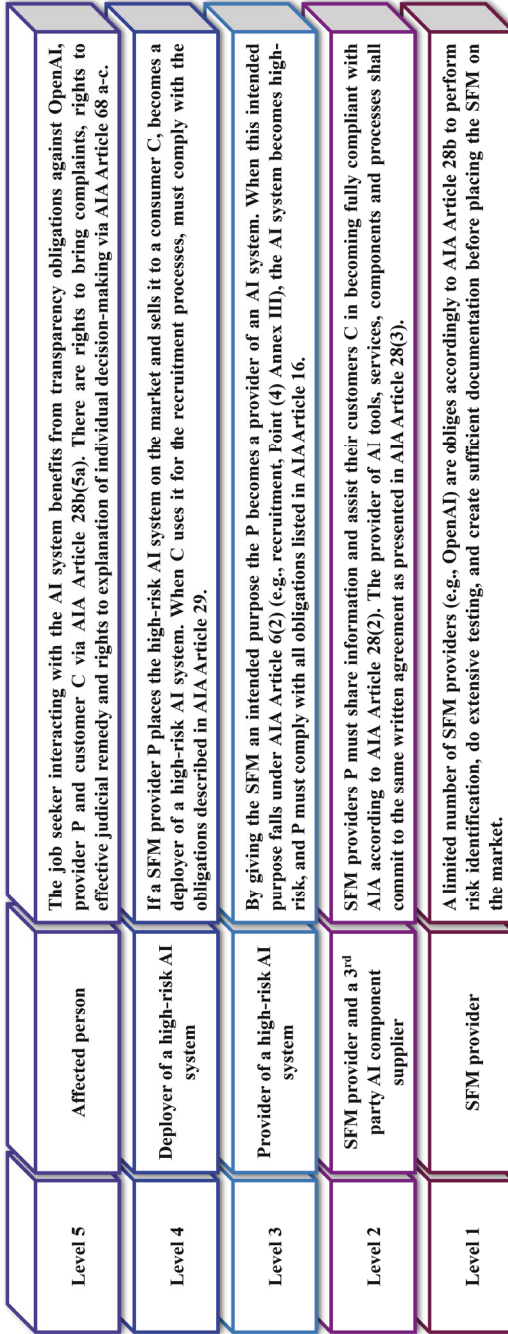 Level 5
Affected person
The job seeker interacting with the AI system benefits from transparency obligations against OpenAI,
provider P and customer C via AIA Article 28b(5a). There are rights to bring complaints, rights to
effective judicial remedy and rights to explanation of individual decision-making via AIA Article 68 a-c.
Level 4
Deployer of a high-risk AI
system
If a SFM provider P places the high-risk AI system on the market and sells it to a consumer C, becomes a
deployer of a high-risk AI system. When C uses it for the recruitment processes, must comply with the
obligations described in AIA Article 29.
Level 3
Provider of a high-risk AI
system
By giving the SFM an intended purpose the P becomes a provider of an AI system. When this intended
purpose falls under AIA Article 6(2) (e.g., recruitment, Point (4) Annex III), the AI system becomes high-
risk, and P must comply with all obligations listed in AIA Article 16.
Level 2
SFM provider and a 3rd
party AI component
supplier
SFM providers P must share information and assist their customers C in becoming fully compliant with
AIA according to AIA Article 28(2). The provider of AI tools, services, components and processes shall
commit to the same written agreement as presented in AIA Article 28(3).
Level 1
SFM provider
A limited number of SFM providers (e.g., OpenAI) are obliges accordingly to AIA Article 28b to perform
risk identification, do extensive testing, and create sufficient documentation before placing the SFM on
the market.